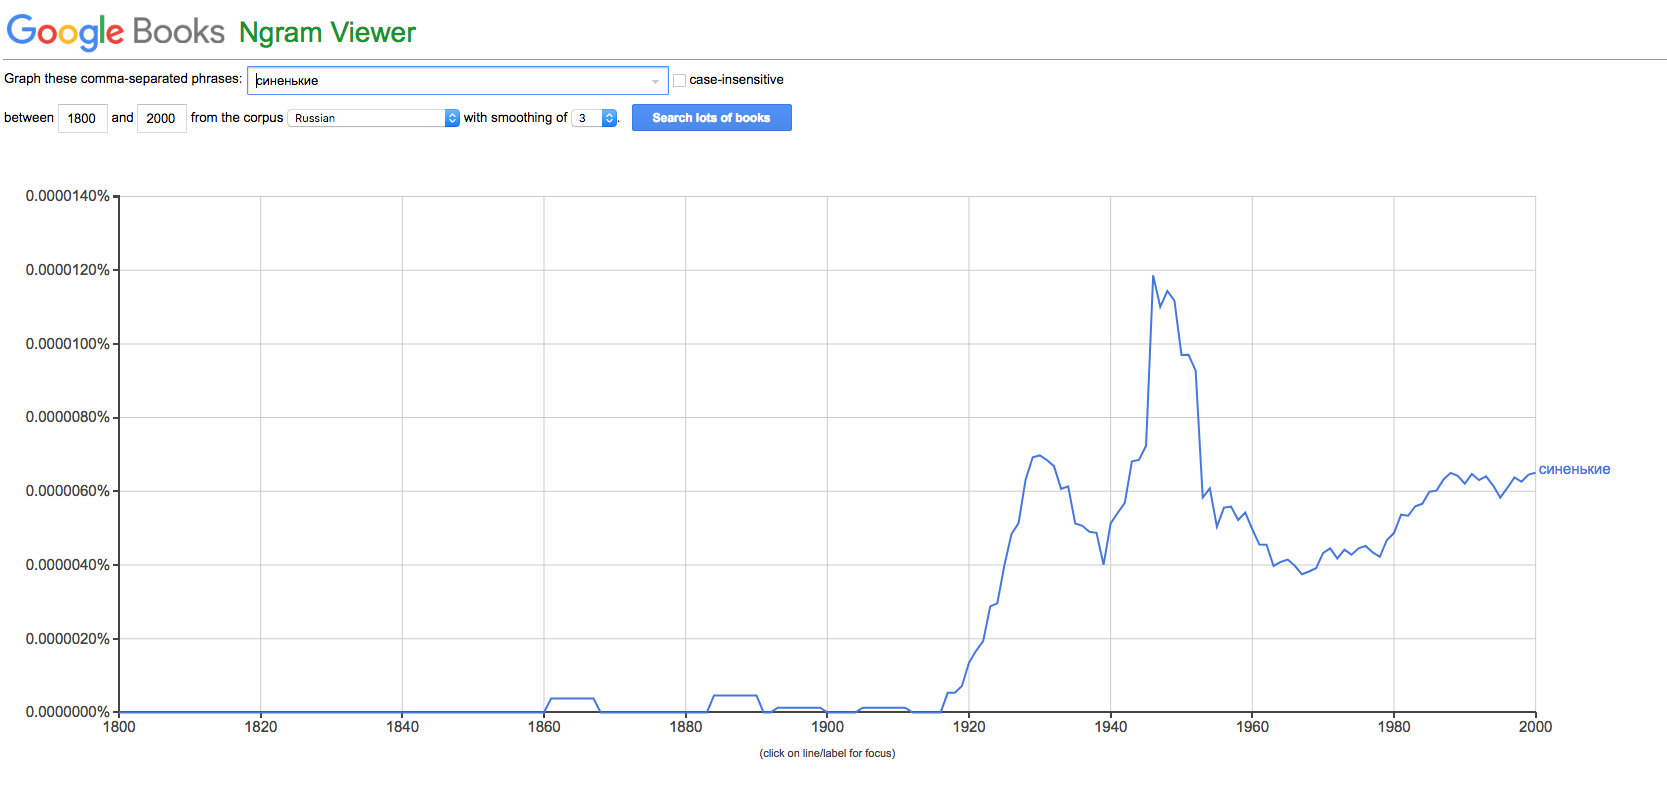 Google Books Ngram Viewer
Graph these comma-separated phrases: синенькие case-insensitive
between 1800 and 2000 from the corpus Russian with smoothing of 3 . Search lots of books
0.0000140%
0.0000120%
0.0000100%
0.0000080%
0.0000060%
синенькие
0.0000040%
0.0000020%
0.0000000%
1800 1820 1840 1860 1880 1900 1920 1940 1960 1980 2000
(click on line/label for focus)